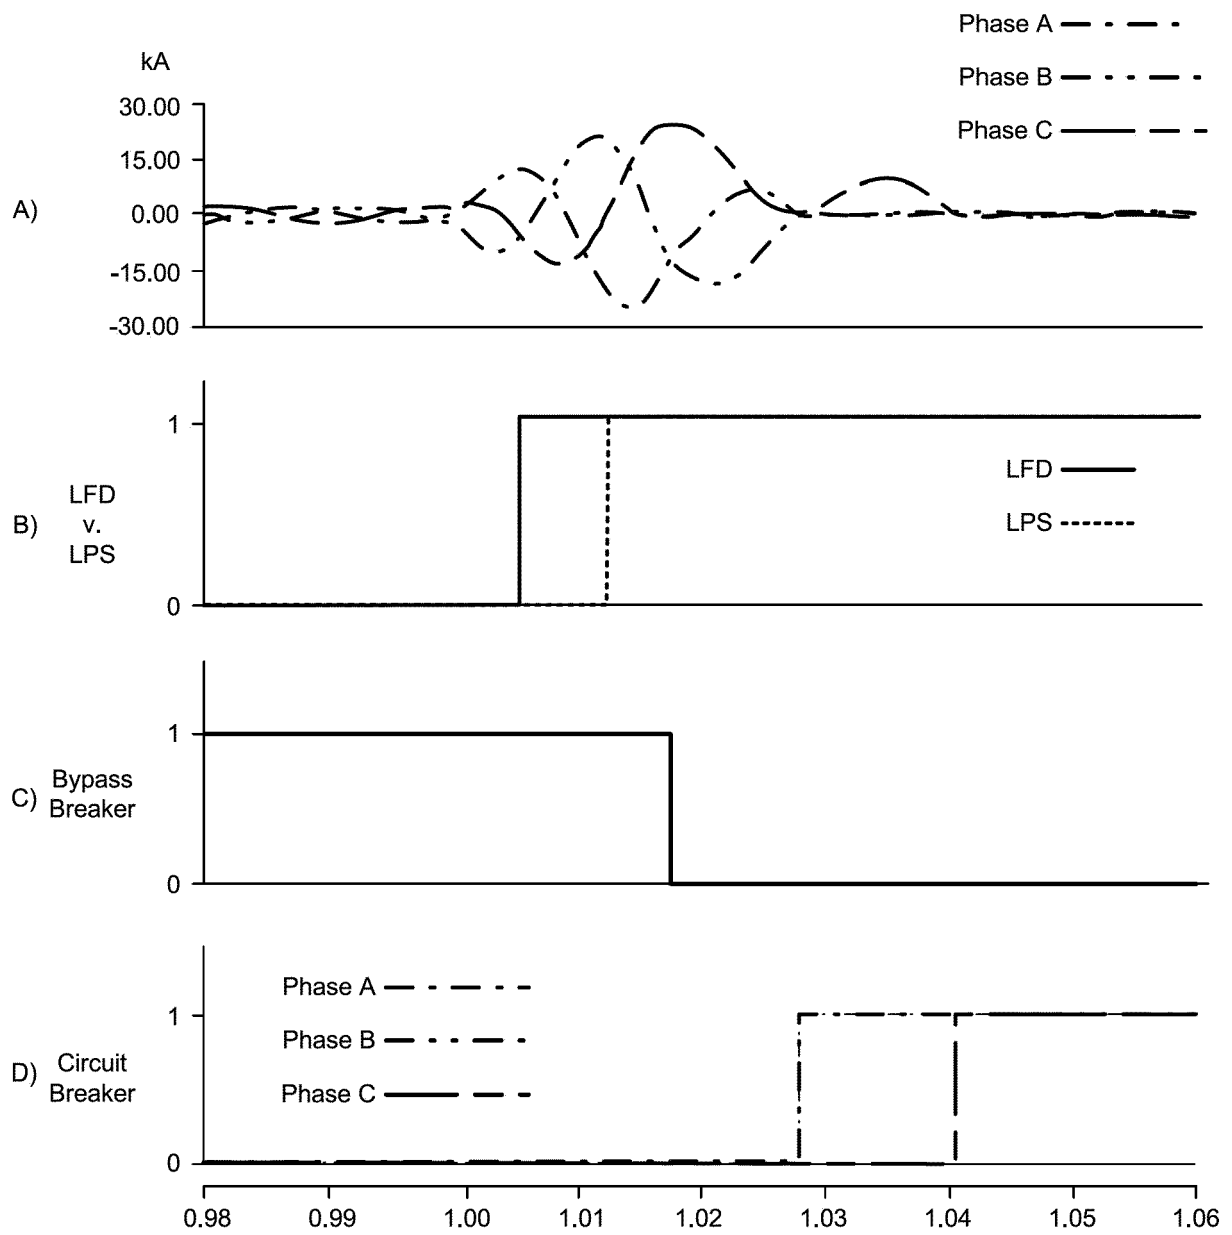 Phase A
Phase B
Phase C
kA
30.00
15.00
0.00
-15.00
-30.00
A)
1
B) LFD
v.
LPS
0
LFD
LPS
1
C) Bypass
Breaker
0
Phase A
Phase B
Phase C
1
D) Circuit
Breaker
0
0.98 0.99 1.00 1.01 1.02 1.03 1.04 1.05 1.06